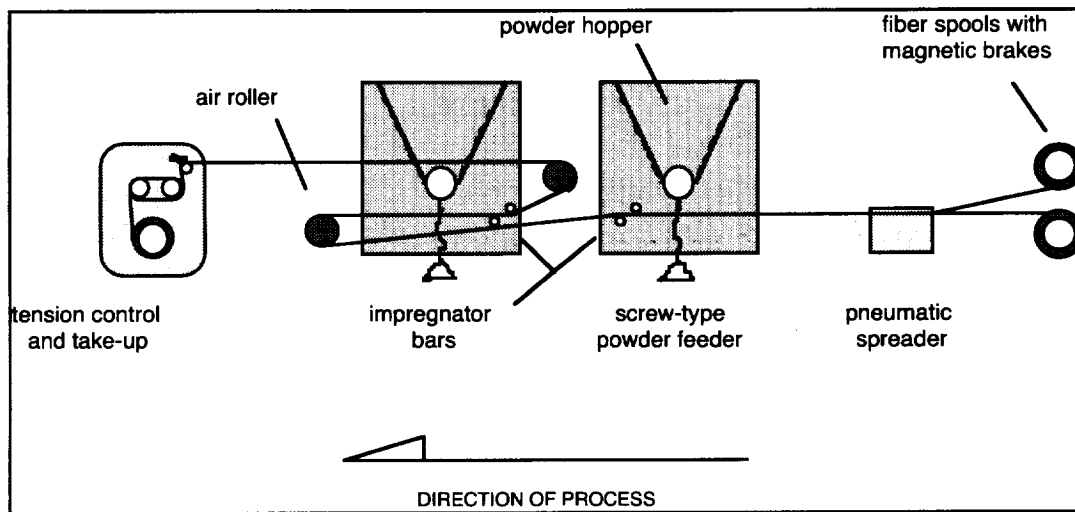 powder hopper
fiber spools with
magnetic brakes
air roller
tension control
and take-up
impregnator
bars
screw-type
powder feeder
pneumatic
spreader
DIRECTION OF PROCESS